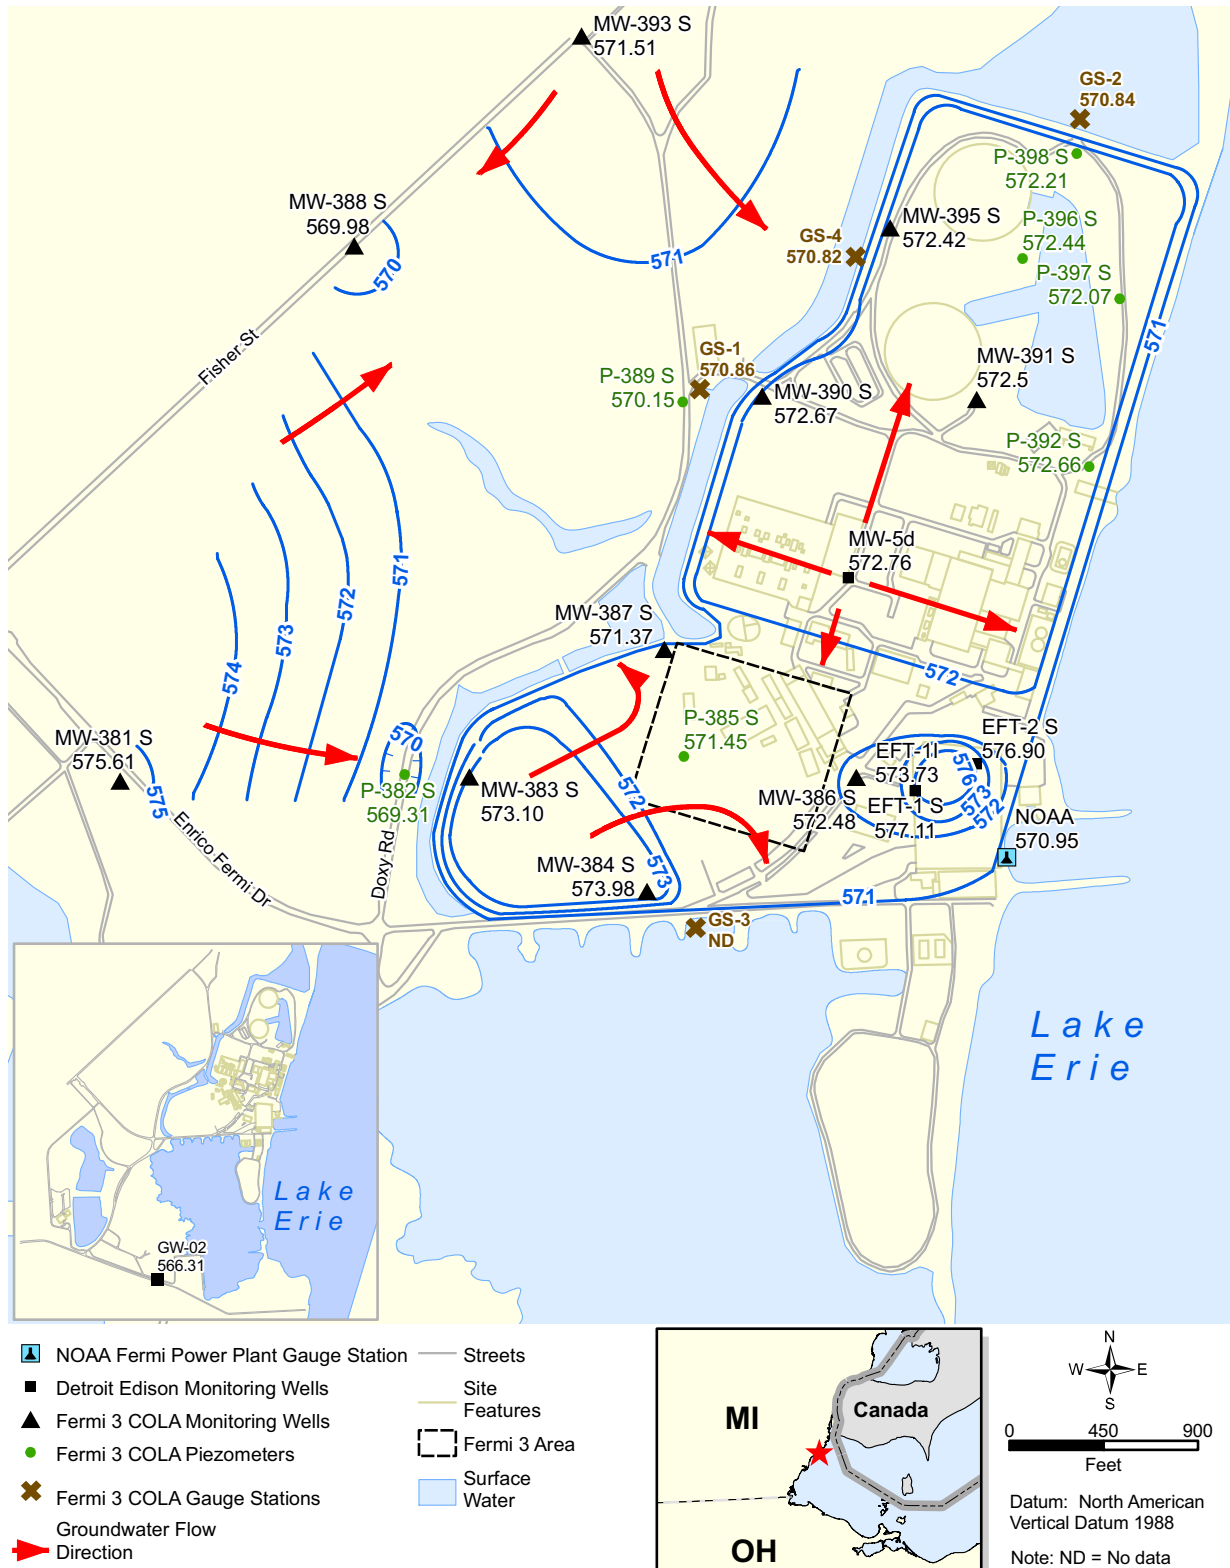 MW-393 S
571.51
GS-2
570.84
P-398 S
572.21
MW-388 S
569.98
MW-395 S
572.42
P-396 S
572.44
GS-4
570.82
571
570
P-397 S
572.07
571
Fisher St
GS-1
570.86
MW-391 S
572.5
P-389 S
570.15
MW-390 S
572.67
P-392 S
572.66
MW-5d
572.76
571
572
573
574
MW-387 S
571.37
572
MW-381 S
575.61
570
P-385 S
571.45
EFT-2 S
576.90
EFT-1I
573.73
576
573
572
P-382 S
569.31
MW-383 S
573.10
572
MW-386 S
572.48
EFT-1 S
577.11
NOAA
570.95
575
Enrico Fermi Dr
Doxy Rd
MW-384 S
573.98
573
571
GS-3
ND
Lake
Erie
Lake
Erie
GW-02
566.31
NOAA Fermi Power Plant Gauge Station
Detroit Edison Monitoring Wells
Fermi 3 COLA Monitoring Wells
Fermi 3 COLA Piezometers
Fermi 3 COLA Gauge Stations
Groundwater Flow
Direction
Streets
Site
Features
Fermi 3 Area
Surface
Water
MI
Canada
OH
N
W
E
S
0 450 900
Feet
Datum: North American
Vertical Datum 1988
Note: ND = No data